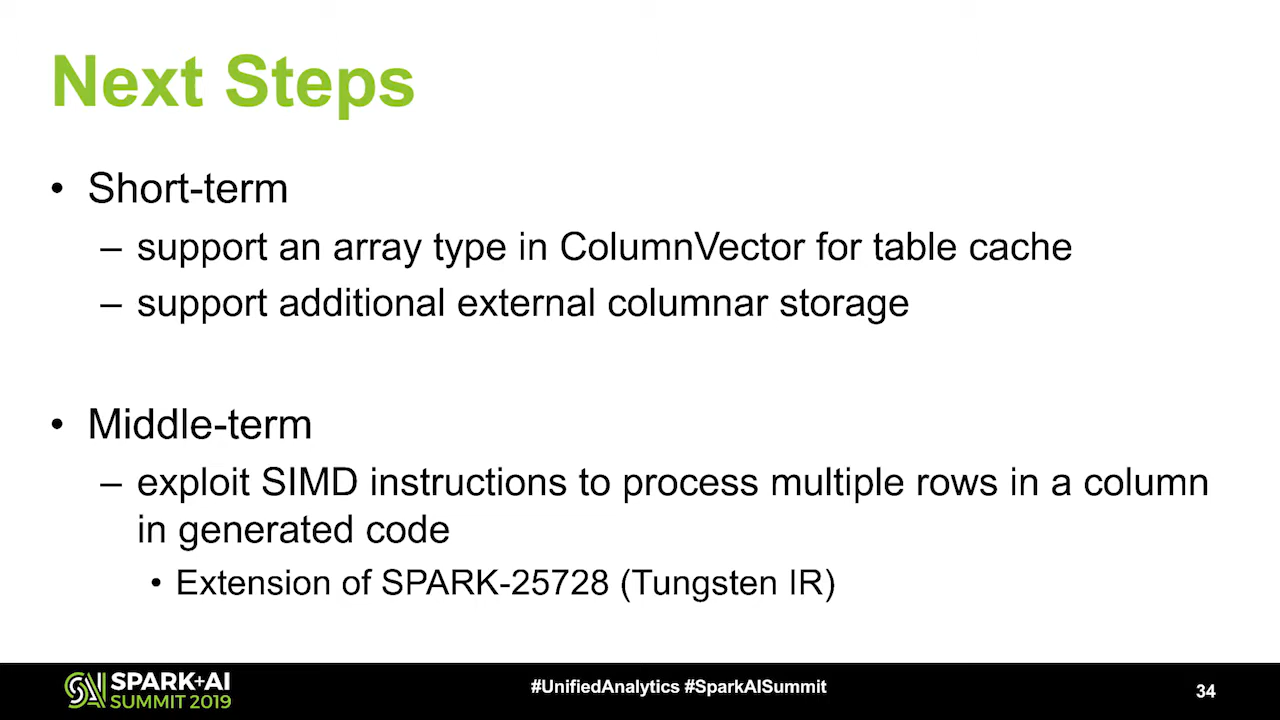 Next Steps
• Short-term
– support an array type in ColumnVector for table cache
– support additional external columnar storage
• Middle-term
– exploit SIMD instructions to process multiple rows in a column
in generated code
• Extension of SPARK-25728 (Tungsten IR)
SPARK+AI
SUMMIT 2019
#UnifiedAnalytics #SparkAISummit
34